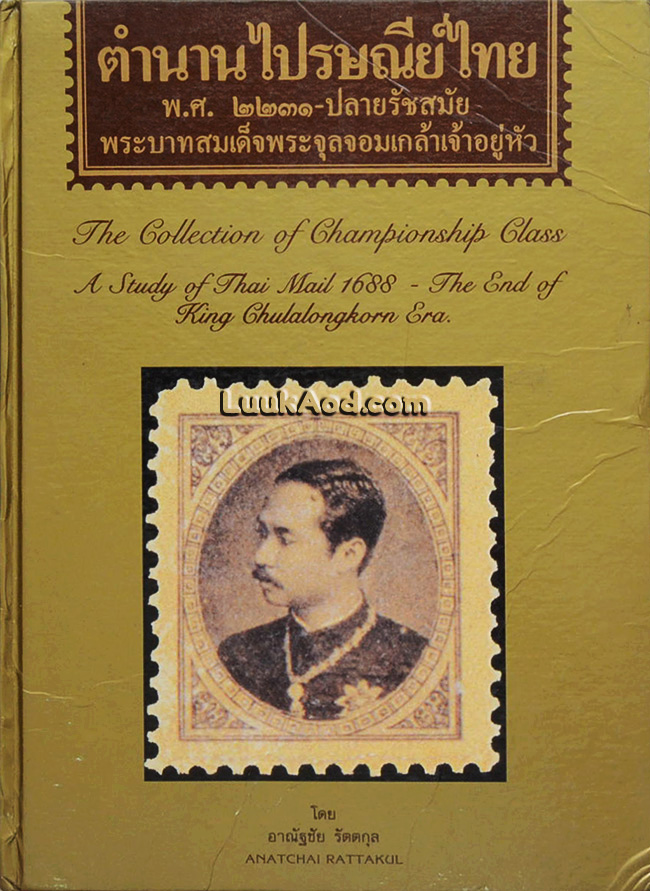 ตำนานไปรษณีย์ไทย
พ.ศ. ๒๒๓๑-ปลายรัชสมัย
พระบาทสมเด็จพระจุลจอมเกล้าเจ้าอยู่หัว
The Collection of Championship Class
A Study of Thai Mail 1688 - The End of
King Chulalongkorn Era.
LuukAod.com
โดย
อาณัฐชัย รัตตกุล
ANATCHAI RATTAKUL